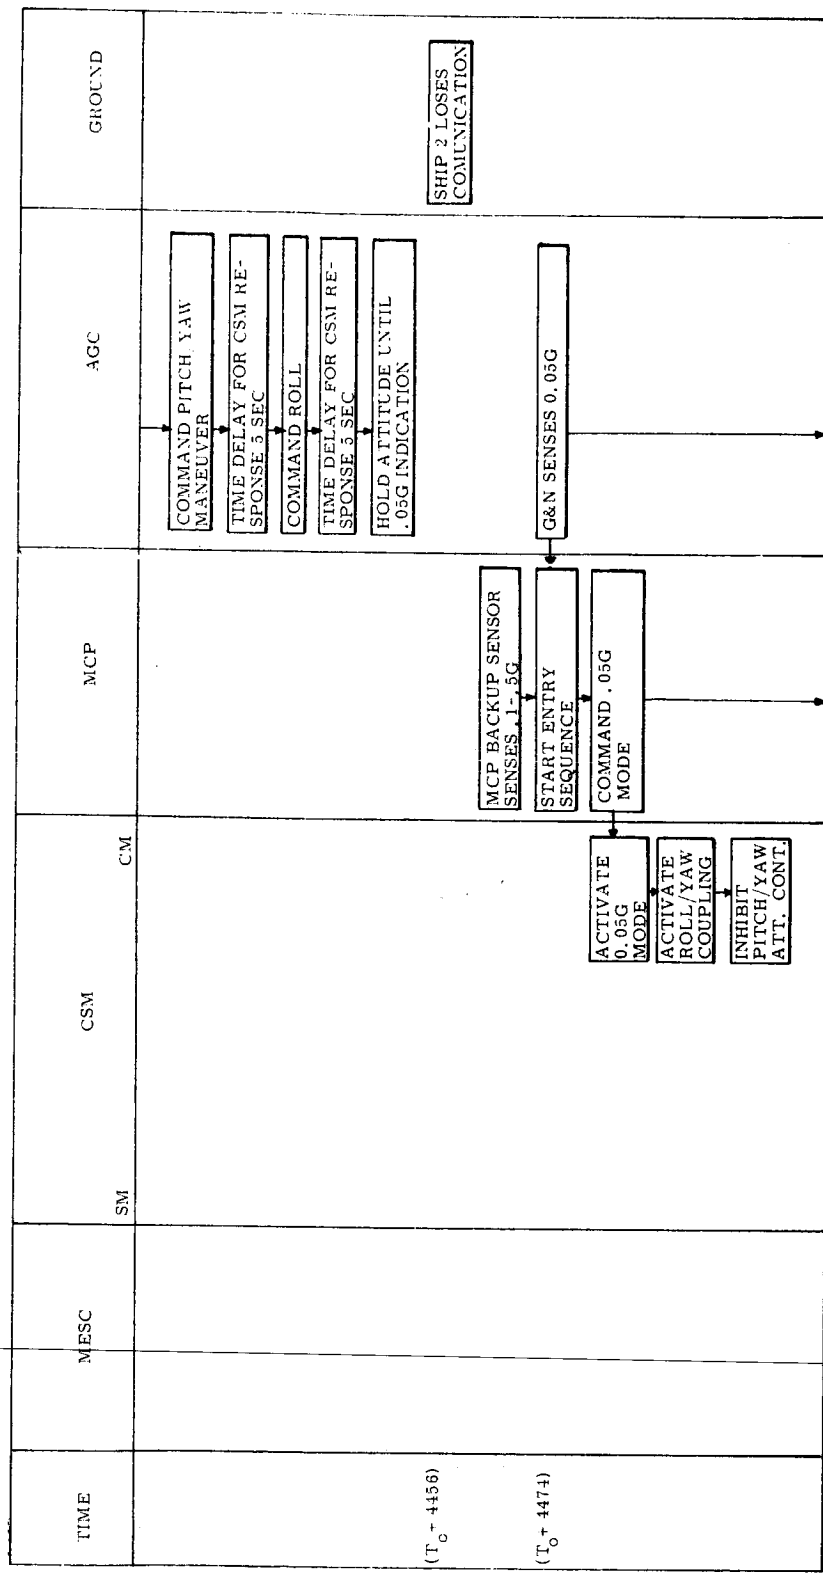 TIME
MESC
CSM
SM
CM
MCP
AGC
GROUND
COMMAND PITCH/YAW
MANEUVER
TIME DELAY FOR CSM RE-
SPONSE 5 SEC
COMMAND ROLL
TIME DELAY FOR CSM RE-
SPONSE 5 SEC
HOLD ATTITUDE UNTIL
.05G INDICATION
(To + 4456)
SHIP 2 LOSES
COMUNICATION
MCP BACKUP SENSOR
SENSES .1-.5G
(To + 4474)
START ENTRY
SEQUENCE
G&N SENSES 0.05G
COMMAND .05G
MODE
ACTIVATE
0.05G
MODE
ACTIVATE
ROLL/YAW
COUPLING
INHIBIT
PITCH/YAW
ATT. CONT.